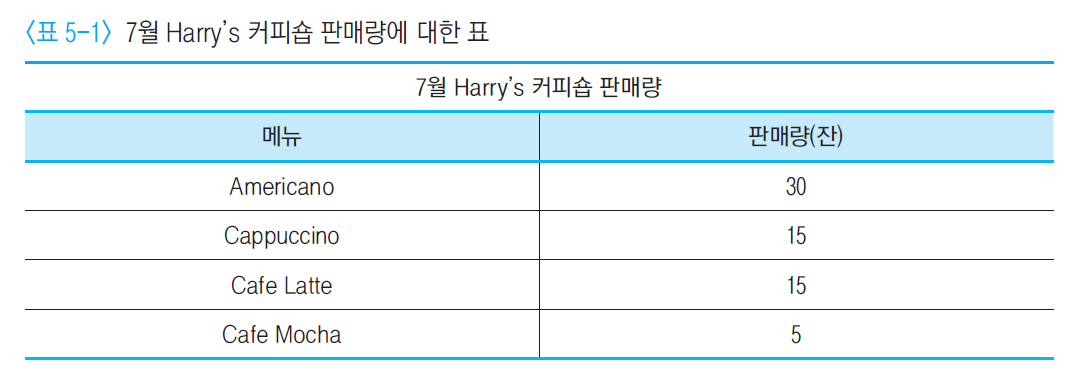 〈표 5-1〉 7월 Harry’s 커피숍 판매량에 대한 표
7월 Harry’s 커피숍 판매량
메뉴 판매량(잔)
Americano 30
Cappuccino 15
Cafe Latte 15
Cafe Mocha 5